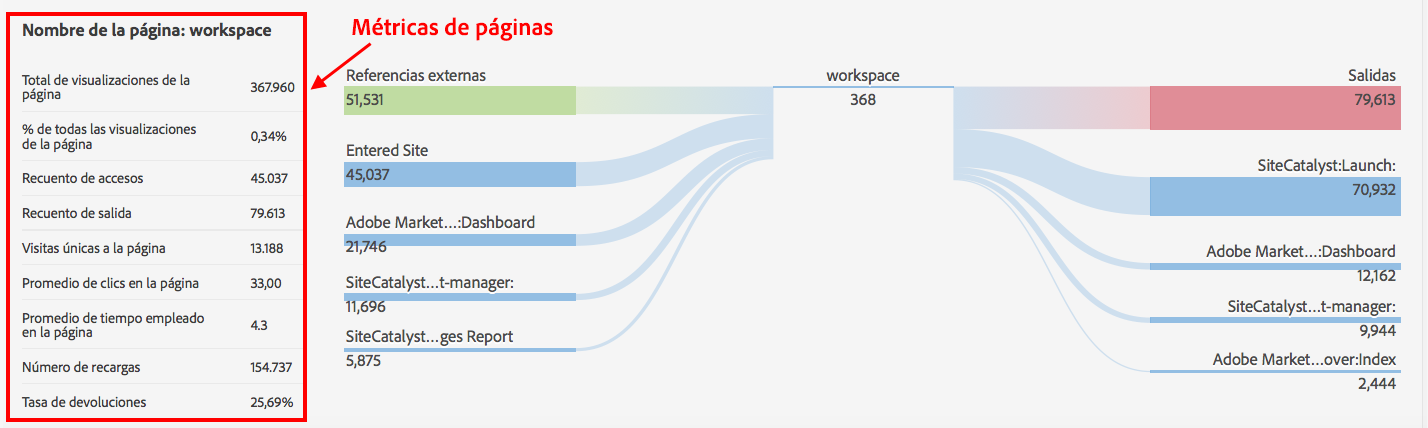 Nombre de la página: workspace
Total de visualizaciones de la
página
367.960
% de todas las visualizaciones
de la página
0,34%
Recuento de accesos
45.037
Recuento de salida
79.613
Visitas únicas a la página
13.188
Promedio de clics en la página
33,00
Promedio de tiempo empleado
en la página
4.3
Número de recargas
154.737
Tasa de devoluciones
25,69%
Métricas de páginas
Referencias externas
51,531
Entered Site
45,037
Adobe Market...:Dashboard
21,746
SiteCatalyst...t-manager:
11,696
SiteCatalyst...ges Report
5,875
workspace
368
Salidas
79,613
SiteCatalyst:Launch:
70,932
Adobe Market...:Dashboard
12,162
SiteCatalyst...t-manager:
9,944
Adobe Market...over:Index
2,444